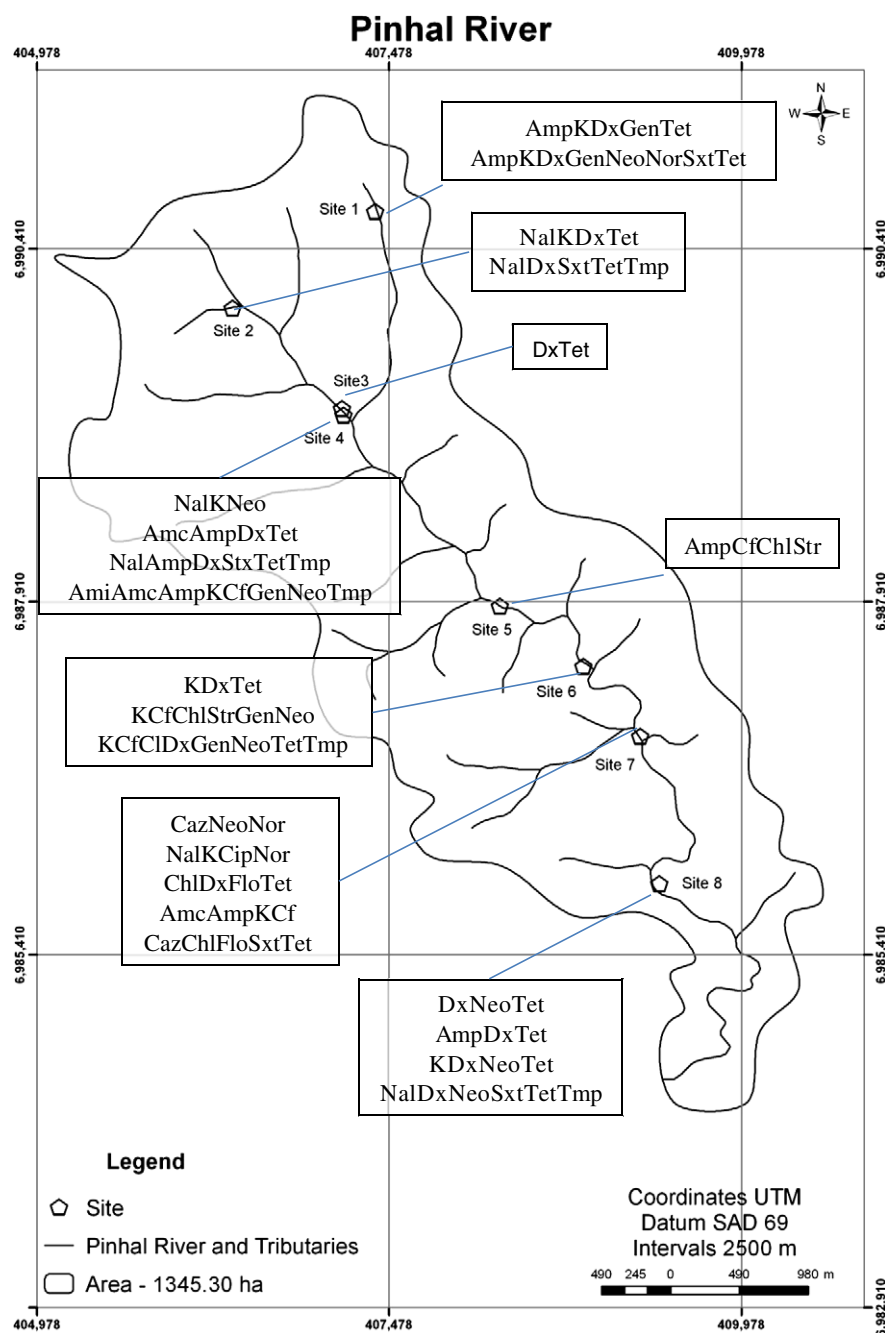 Pinhal River
404,978
407,478
409,978
N
W E
S
AmpKDxGenTet
AmpKDxGenNeoNorSxtTet
Site 1
6,990,410
6,990,410
NalKDxTet
NalDxSxtTetTmp
Site 2
DxTet
Site3
Site 4
NalKNeo
AmcAmpDxTet
NalAmpDxStxTetTmp
AmiAmcAmpKCfGenNeoTmp
AmpCfChlStr
6,987,910
6,987,910
Site 5
Site 6
KDxTet
KCfChlStrGenNeo
KCfClDxGenNeoTetTmp
Site 7
CazNeoNor
NalKCipNor
ChlDxFloTet
AmcAmpKCf
CazChlFloSxtTet
Site 8
6,985,410
6,985,410
DxNeoTet
AmpDxTet
KDxNeoTet
NalDxNeoSxtTetTmp
Legend
Site
Pinhal River and Tributaries
Area - 1345.30 ha
Coordinates UTM
Datum SAD 69
Intervals 2500 m
490 245 0 490 980 m
6,982,910
404,978
407,478
409,978